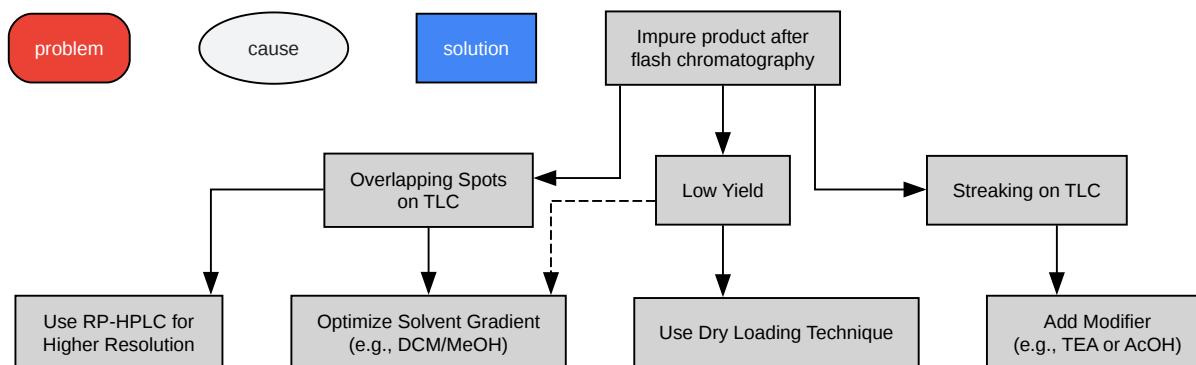 problem
cause
solution
Impure product after
flash chromatography
Overlapping Spots
on TLC
Low Yield
Streaking on TLC
Use RP-HPLC for
Higher Resolution
Optimize Solvent Gradient
(e.g., DCM/MeOH)
Use Dry Loading Technique
Add Modifier
(e.g., TEA or AcOH)